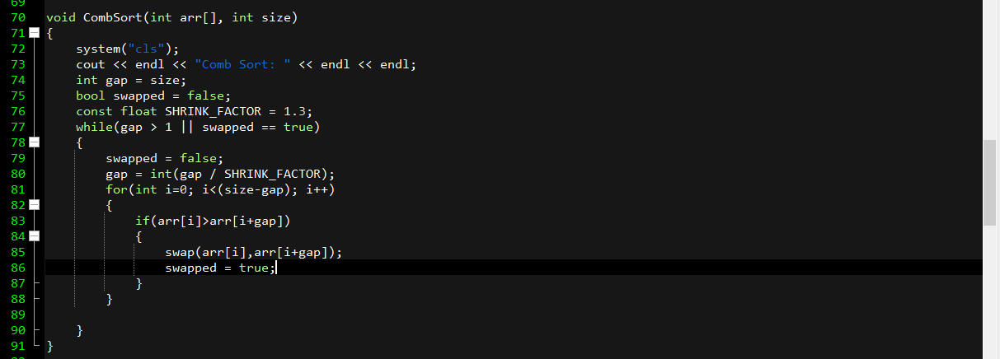 69
70 void CombSort(int arr[], int size)
71 {
72 system("cls");
73 cout << endl << "Comb Sort: " << endl << endl;
74 int gap = size;
75 bool swapped = false;
76 const float SHRINK_FACTOR = 1.3;
77 while(gap > 1 || swapped == true)
78 {
79 swapped = false;
80 gap = int(gap / SHRINK_FACTOR);
81 for(int i=0; i<(size-gap); i++)
82 {
83 if(arr[i]>arr[i+gap])
84 {
85 swap(arr[i],arr[i+gap]);
86 swapped = true;
87 }
88 }
89
90 }
91 }